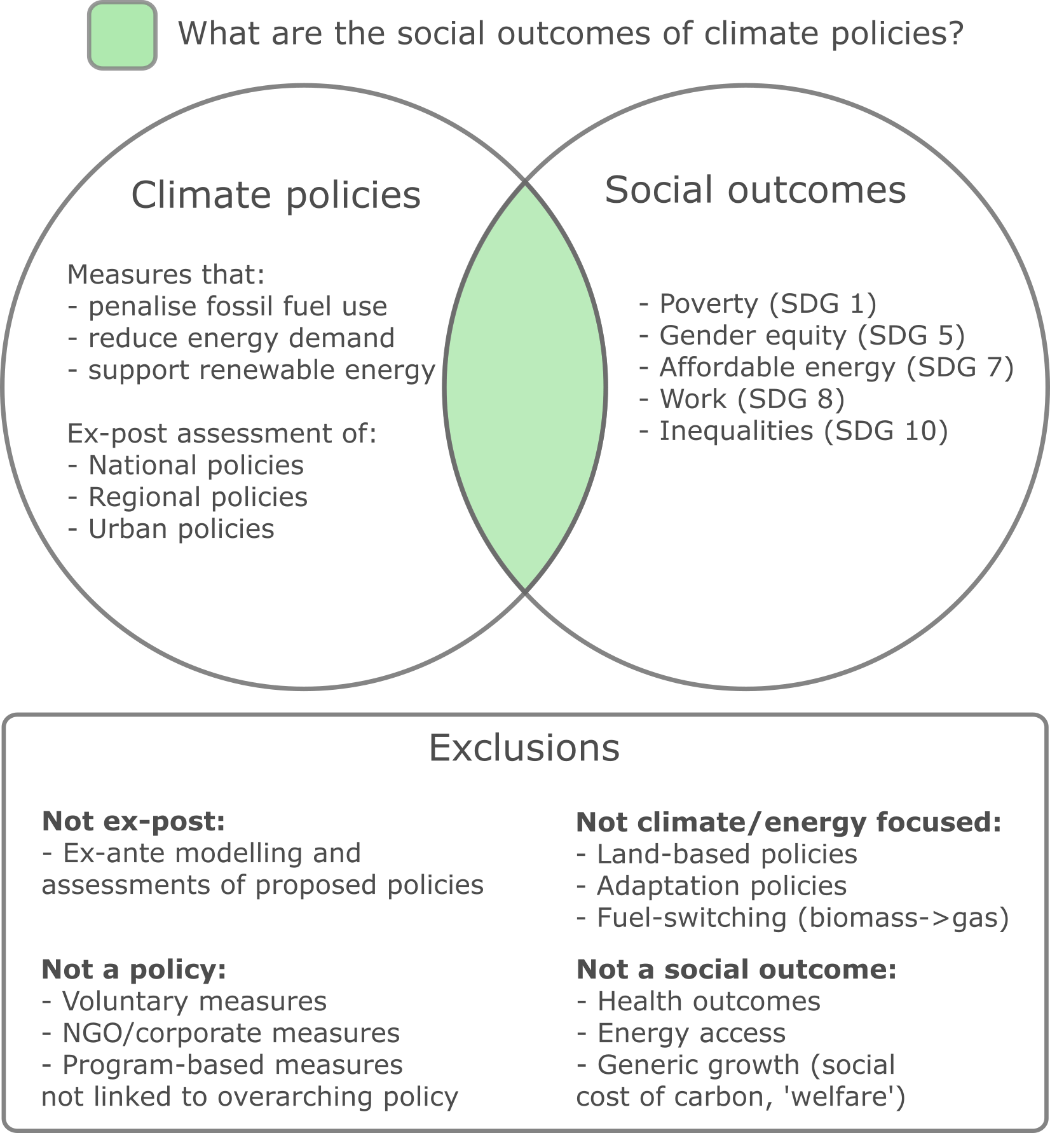 What are the social outcomes of climate policies?
Climate policies
Measures that:
- penalise fossil fuel use
- reduce energy demand
- support renewable energy
Ex-post assessment of:
- National policies
- Regional policies
- Urban policies
Social outcomes
- Poverty (SDG 1)
- Gender equity (SDG 5)
- Affordable energy (SDG 7)
- Work (SDG 8)
- Inequalities (SDG 10)
Exclusions
Not ex-post:
- Ex-ante modelling and
assessments of proposed policies
Not climate/energy focused:
- Land-based policies
- Adaptation policies
- Fuel-switching (biomass->gas)
Not a policy:
- Voluntary measures
- NGO/corporate measures
- Program-based measures
not linked to overarching policy
Not a social outcome:
- Health outcomes
- Energy access
- Generic growth (social
cost of carbon, 'welfare')